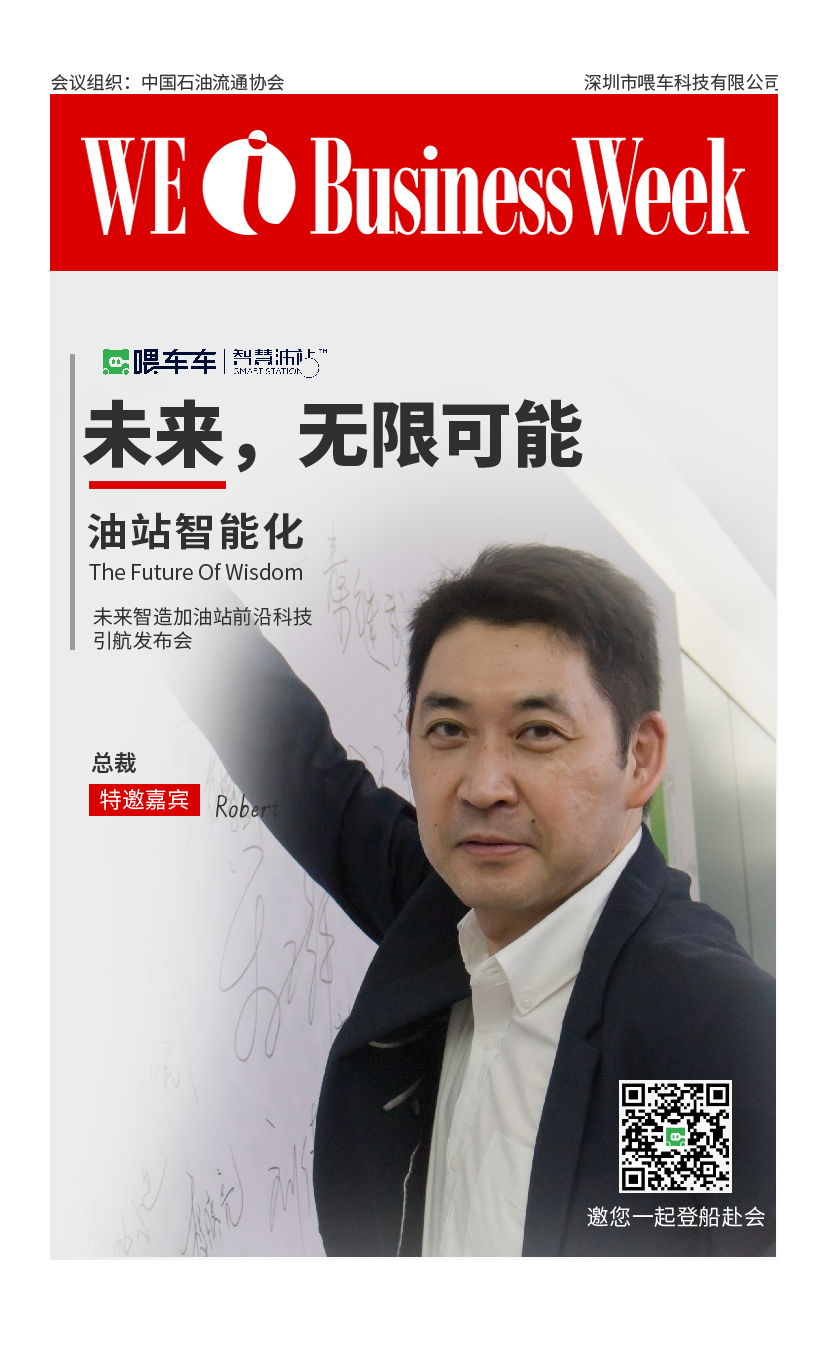 会议组织：中国石油流通协会
深圳市喂车科技有限公司
WE i BusinessWeek
喂车车 智慧油站™
SMART STATION
未来，无限可能
油站智能化
The Future Of Wisdom
未来智造加油站前沿科技
引航发布会
总裁
特邀嘉宾 Robert
邀您一起登船赴会